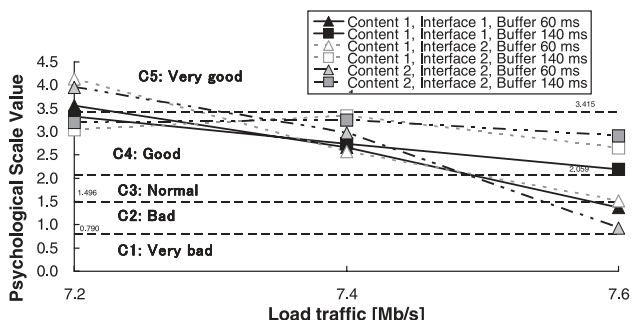 Content 1, Interface 1, Buffer 60 ms
Content 1, Interface 1, Buffer 140 ms
Content 1, Interface 2, Buffer 60 ms
Content 1, Interface 2, Buffer 140 ms
Content 2, Interface 2, Buffer 60 ms
Content 2, Interface 2, Buffer 140 ms
Psychological Scale Value
4.5
4.0
3.5
3.0
2.5
2.0
1.5
1.0
0.5
0.0
C5: Very good
3.415
C4: Good
2.059
C3: Normal
1.496
C2: Bad
0.790
C1: Very bad
7.2
7.4
7.6
Load traffic [Mb/s]